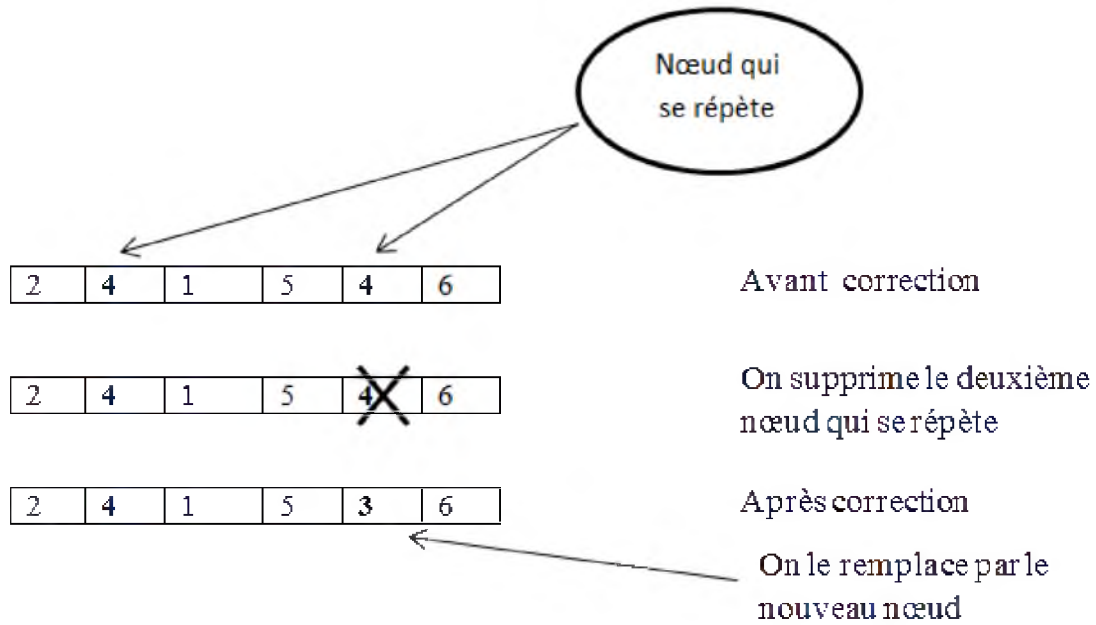 Nœud qui
se répète
2 4 1 5 4 6
Avant correction
2 4 1 5 4 6
On supprime le deuxième
nœud qui se répète
2 4 1 5 3 6
Après correction
On le remplace par le
nouveau nœud